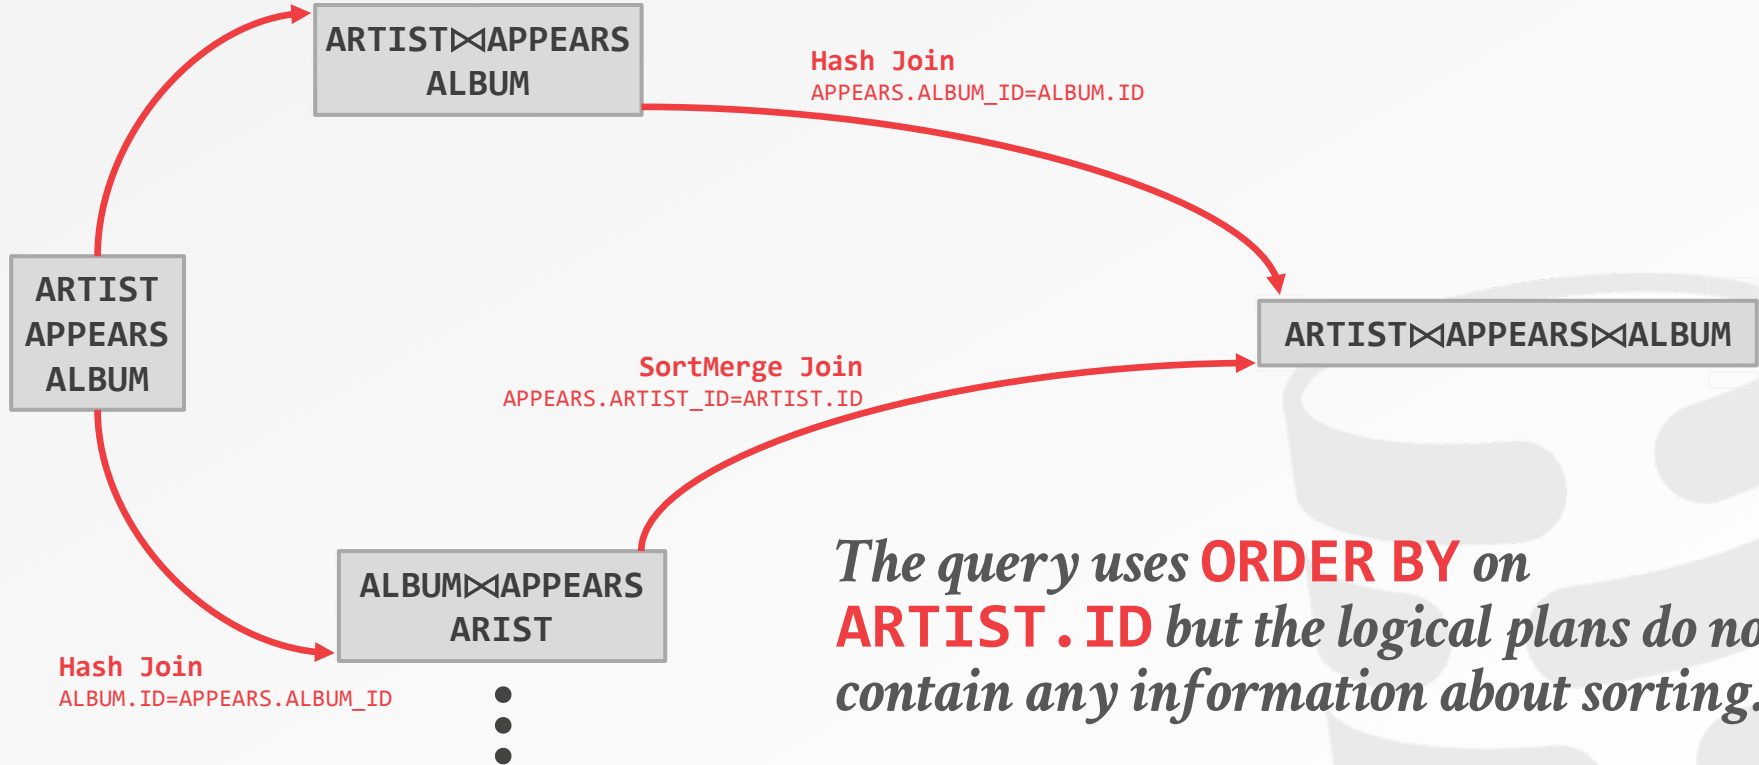 ARTIST⋈APPEARS
ALBUM
Hash Join
APPEARS.ALBUM_ID=ALBUM.ID
ARTIST
APPEARS
ALBUM
ARTIST⋈APPEARS⋈ALBUM
SortMerge Join
APPEARS.ARTIST_ID=ARTIST.ID
ALBUM⋈APPEARS
ARIST
Hash Join
ALBUM.ID=APPEARS.ALBUM_ID
The query uses ORDER BY on
ARTIST.ID but the logical plans do no
contain any information about sorting.